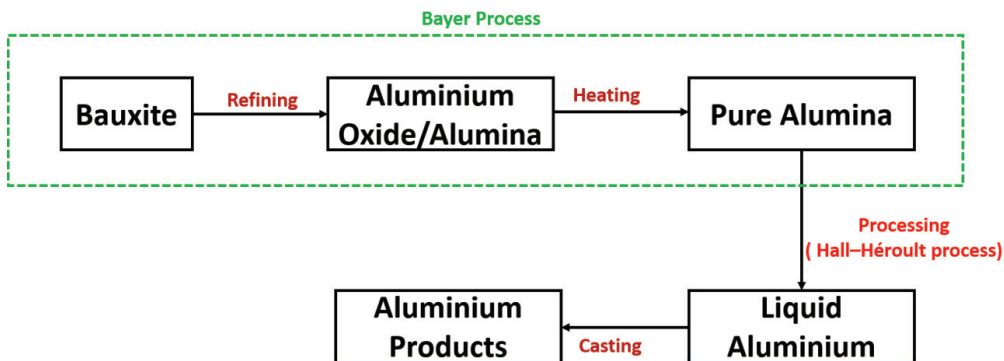 Bayer Process
Bauxite
Refining
Aluminium
Oxide/Alumina
Heating
Pure Alumina
Processing
( Hall–Héroult process)
Liquid
Aluminium
Casting
Aluminium
Products